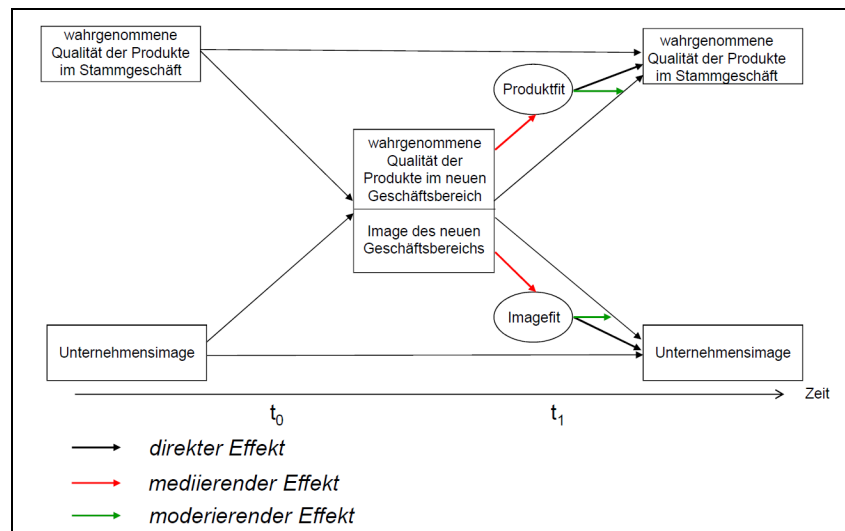 wahrgenommene
Qualität der Produkte
im Stammgeschäft
wahrgenommene
Qualität der Produkte
im Stammgeschäft
Produktfit
wahrgenommene
Qualität der
Produkte im neuen
Geschäftsbereich
Image des neuen
Geschäftsbereichs
Imagefit
Unternehmensimage
Unternehmensimage
Zeit
t₀
t₁
direkter Effekt
mediierender Effekt
moderierender Effekt